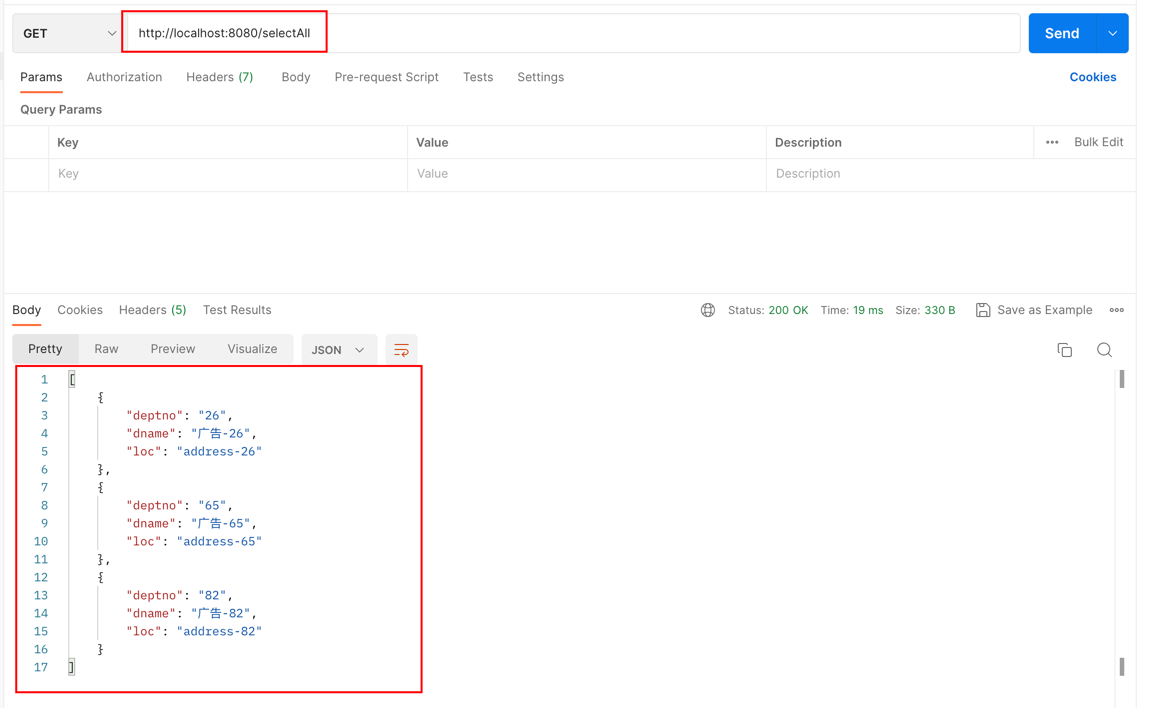 GET http://localhost:8080/selectAll Send
Params Authorization Headers (7) Body Pre-request Script Tests Settings Cookies
Query Params
Key Value Description ••• Bulk Edit
Key Value Description
Body Cookies Headers (5) Test Results Status: 200 OK Time: 19 ms Size: 330 B Save as Example
Pretty Raw Preview Visualize JSON
1 [
2 {
3 "deptno": "26",
4 "dname": "广告-26",
5 "loc": "address-26"
6 },
7 {
8 "deptno": "65",
9 "dname": "广告-65",
10 "loc": "address-65"
11 },
12 {
13 "deptno": "82",
14 "dname": "广告-82",
15 "loc": "address-82"
16 }
17 ]